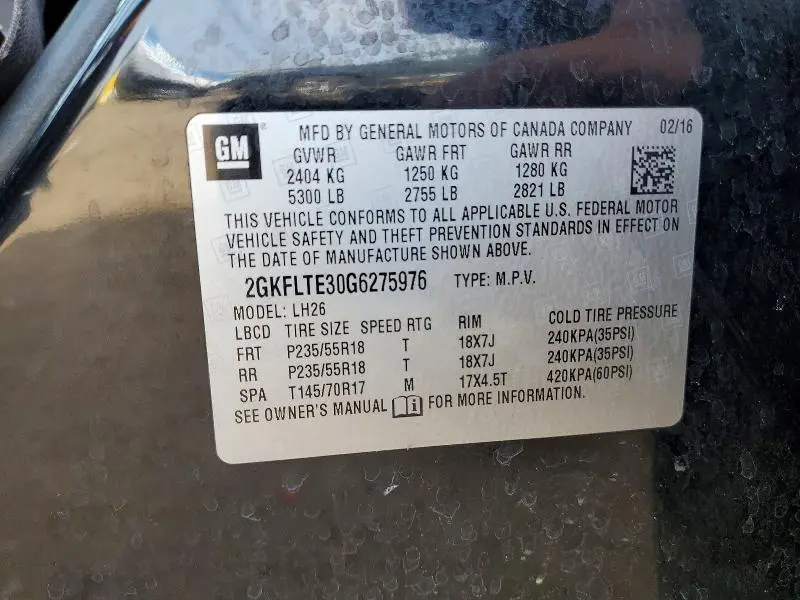 GM
MFD BY GENERAL MOTORS OF CANADA COMPANY 02/16
GVWR GAWR FRT GAWR RR
2404 KG 1250 KG 1280 KG
5300 LB 2755 LB 2821 LB
THIS VEHICLE CONFORMS TO ALL APPLICABLE U.S. FEDERAL MOTOR
VEHICLE SAFETY AND THEFT PREVENTION STANDARDS IN EFFECT ON
THE DATE OF MANUFACTURE SHOWN ABOVE.
2GKFLTE30G6275976 TYPE: M.P.V.
MODEL: LH26
LBCD TIRE SIZE SPEED RTG RIM COLD TIRE PRESSURE
FRT P235/55R18 T 18X7J 240KPA(35PSI)
RR P235/55R18 T 18X7J 240KPA(35PSI)
SPA T145/70R17 M 17X4.5T 420KPA(60PSI)
SEE OWNER'S MANUAL i FOR MORE INFORMATION.